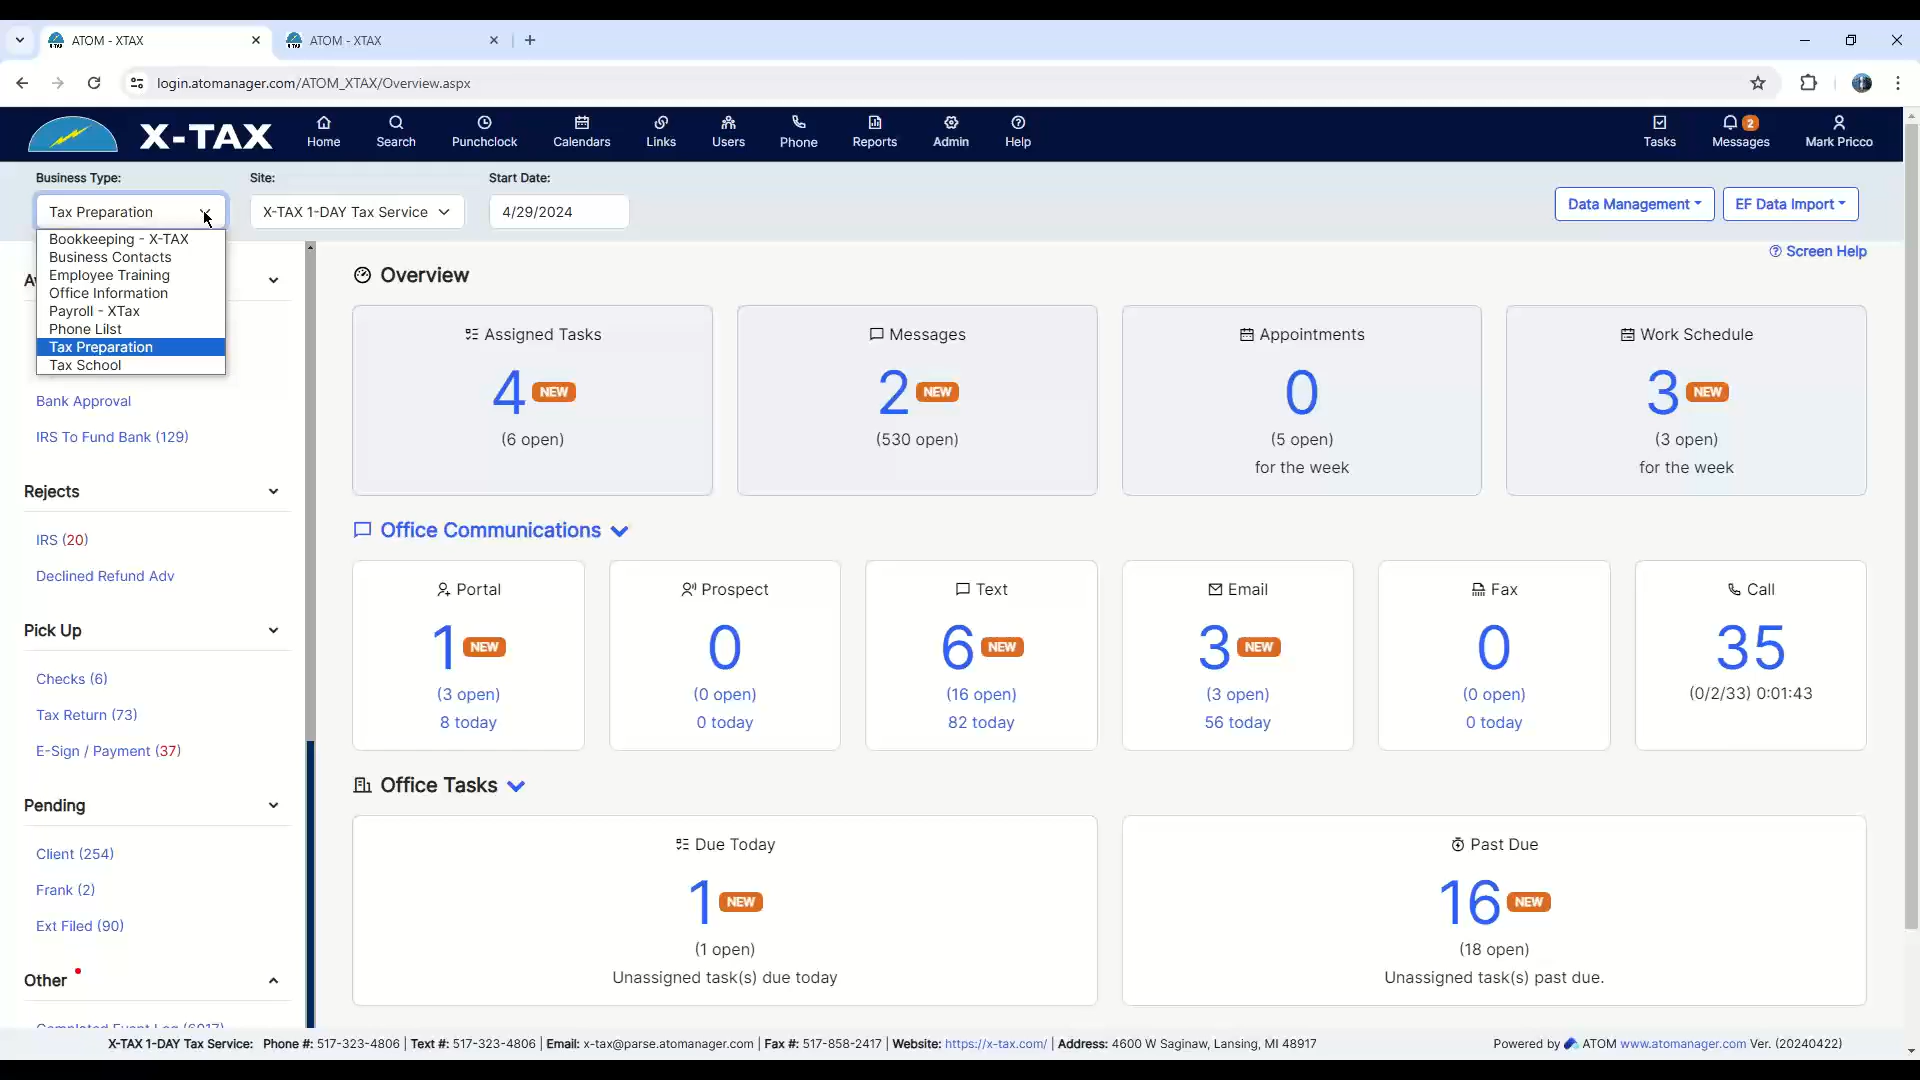 ATOM - XTAX
ATOM - XTAX
login.atomanager.com/ATOM_XTAX/Overview.aspx
X-TAX
Home
Search
Punchclock
Calendars
Links
Users
Phone
Reports
Admin
Help
Tasks
2
Messages
Mark Pricco
Business Type:
Site:
Start Date:
Tax Preparation
X-TAX 1-DAY Tax Service
4/29/2024
Data Management
EF Data Import
Bookkeeping - X-TAX
Business Contacts
Employee Training
Office Information
Payroll - XTax
Phone Lilst
Tax Preparation
Tax School
Bank Approval
IRS To Fund Bank (129)
Rejects
IRS (20)
Declined Refund Adv
Pick Up
Checks (6)
Tax Return (73)
E-Sign / Payment (37)
Pending
Client (254)
Frank (2)
Ext Filed (90)
Other
Screen Help
Overview
Assigned Tasks
4 NEW
(6 open)
Messages
2 NEW
(530 open)
Appointments
0
(5 open)
for the week
Work Schedule
3 NEW
(3 open)
for the week
Office Communications
Portal
1 NEW
(3 open)
8 today
Prospect
0
(0 open)
0 today
Text
6 NEW
(16 open)
82 today
Email
3 NEW
(3 open)
56 today
Fax
0
(0 open)
0 today
Call
35
(0/2/33) 0:01:43
Office Tasks
Due Today
1 NEW
(1 open)
Unassigned task(s) due today
Past Due
16 NEW
(18 open)
Unassigned task(s) past due.
X-TAX 1-DAY Tax Service: Phone #: 517-323-4806 | Text #: 517-323-4806 | Email: x-tax@parse.atomanager.com | Fax #: 517-858-2417 | Website: https://x-tax.com/ | Address: 4600 W Saginaw, Lansing, MI 48917
Powered by ATOM www.atomanager.com Ver. (20240422)